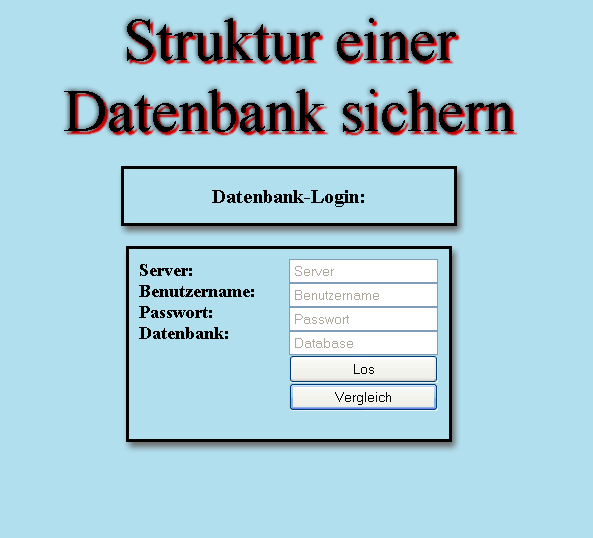 Struktur einer
Datenbank sichern
Datenbank-Login:
Server: Server
Benutzername: Benutzername
Passwort: Passwort
Datenbank: Database
Los
Vergleich